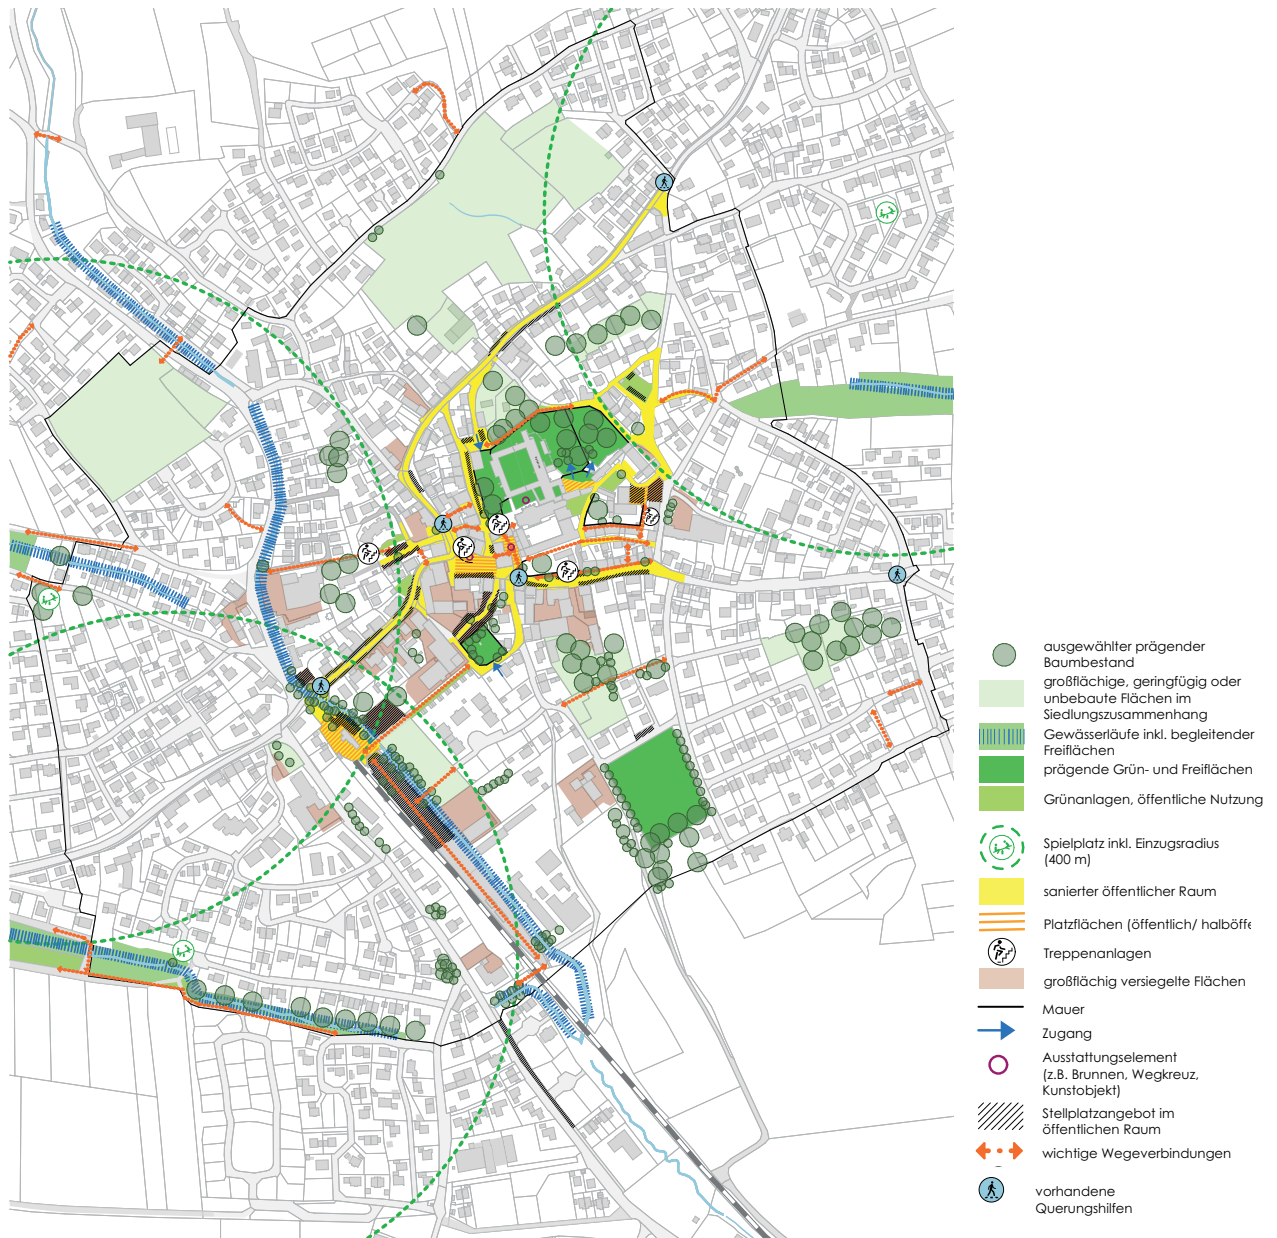 ausgewählter prägender
Baumbestand
großflächige, geringfügig oder
unbebaute Flächen im
Siedlungszusammenhang
Gewässerläufe inkl. begleitender
Freiflächen
prägende Grün- und Freiflächen
Grünanlagen, öffentliche Nutzung
Spielplatz inkl. Einzugsradius
(400 m)
sanierter öffentlicher Raum
Platzflächen (öffentlich/ halböffe
Treppenanlagen
großflächig versiegelte Flächen
Mauer
Zugang
Ausstattungselement
(z.B. Brunnen, Wegkreuz,
Kunstobjekt)
Stellplatzangebot im
öffentlichen Raum
wichtige Wegeverbindungen
vorhandene
Querungshilfen